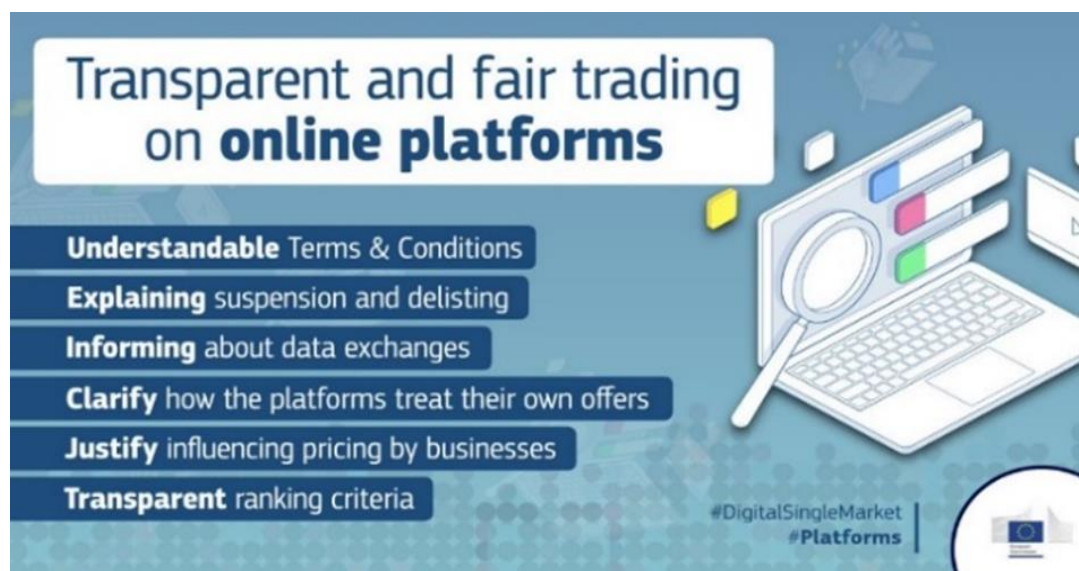 Transparent and fair trading
on online platforms
Understandable Terms & Conditions
Explaining suspension and delisting
Informing about data exchanges
Clarify how the platforms treat their own offers
Justify influencing pricing by businesses
Transparent ranking criteria
#DigitalSingleMarket
#Platforms